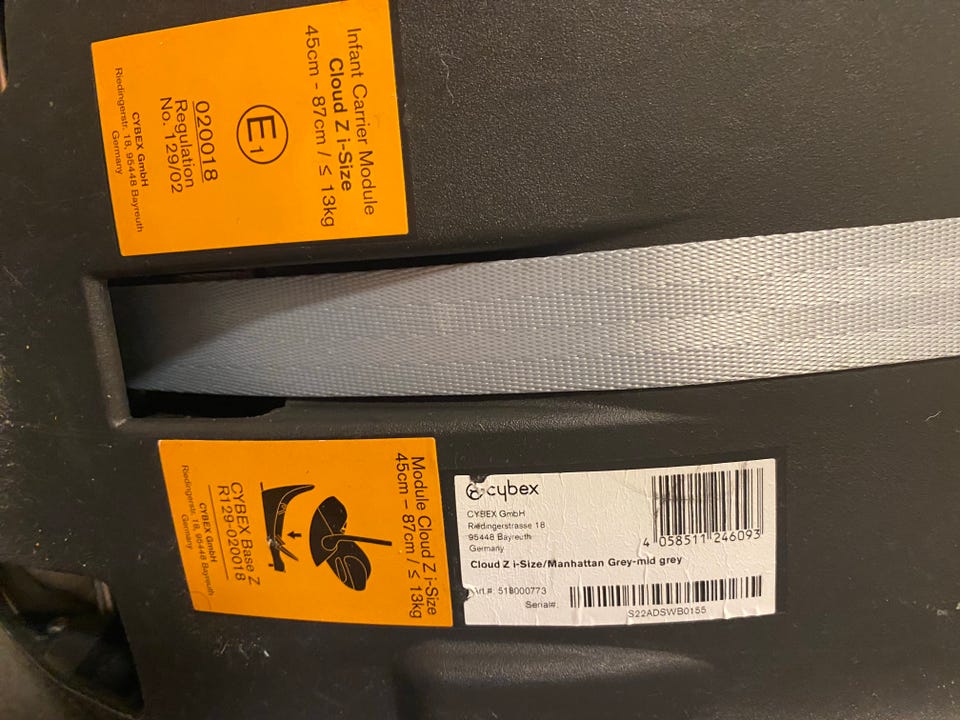 Infant Carrier Module
Cloud Z i-Size
45cm - 87cm / ≤ 13kg
E1
020018
Regulation
No. 129/02
CYBEX GmbH
Riedingerstr. 18, 95448 Bayreuth
Germany
Module Cloud Z i-Size
45cm – 87cm / ≤ 13kg
CYBEX Base Z
R129-020018
CYBEX GmbH
Riedingerstr. 18, 95448 Bayreuth
Germany
cybex
CYBEX GmbH
Riedingerstrasse 18
95448 Bayreuth
Germany
4 058511 246093
Cloud Z i-Size/Manhattan Grey-mid grey
Art.#: 518000773
Serial#:
S22ADSWB0155